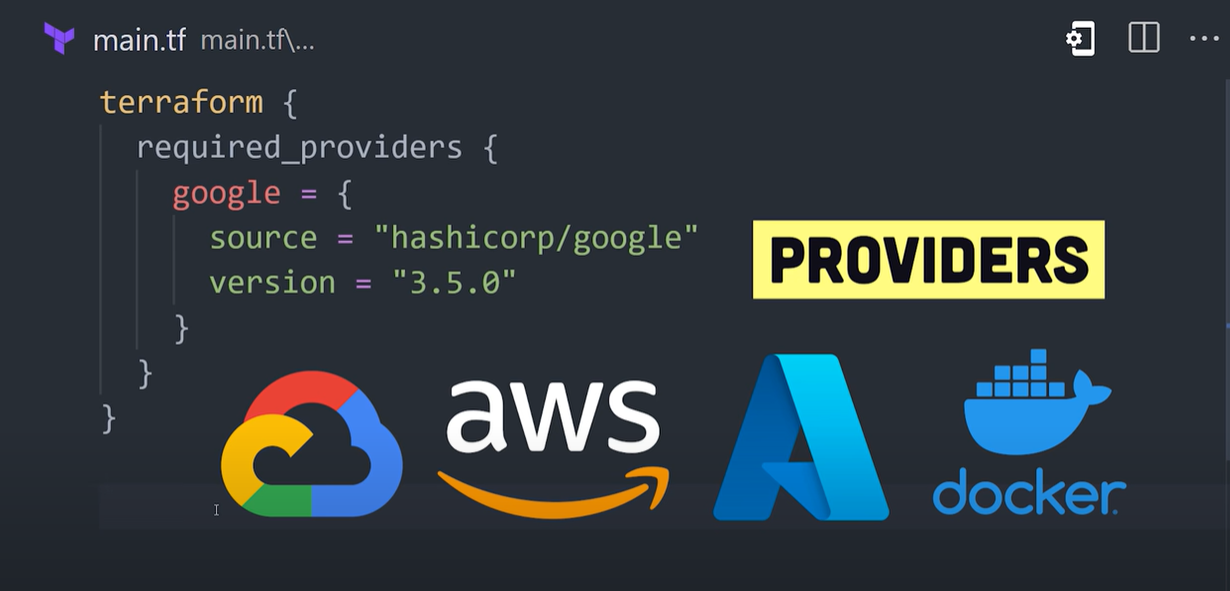 main.tf main.tf\...
terraform {
required_providers {
google = {
source = "hashicorp/google"
version = "3.5.0"
}
}
}
PROVIDERS
aws
docker.